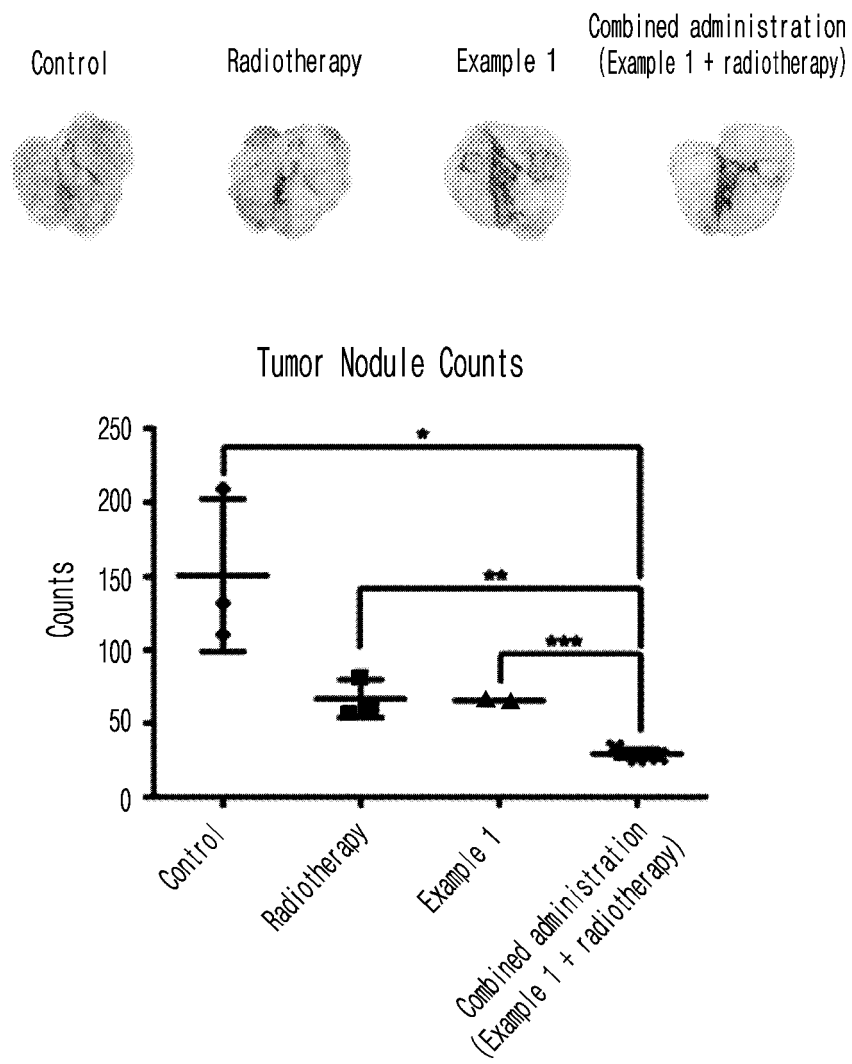 Control
Radiotherapy
Example 1
Combined administration
(Example 1 + radiotherapy)
Tumor Nodule Counts
Counts
250
200
150
100
50
0
*
**
***
Control
Radiotherapy
Example 1
Combined administration
(Example 1 + radiotherapy)